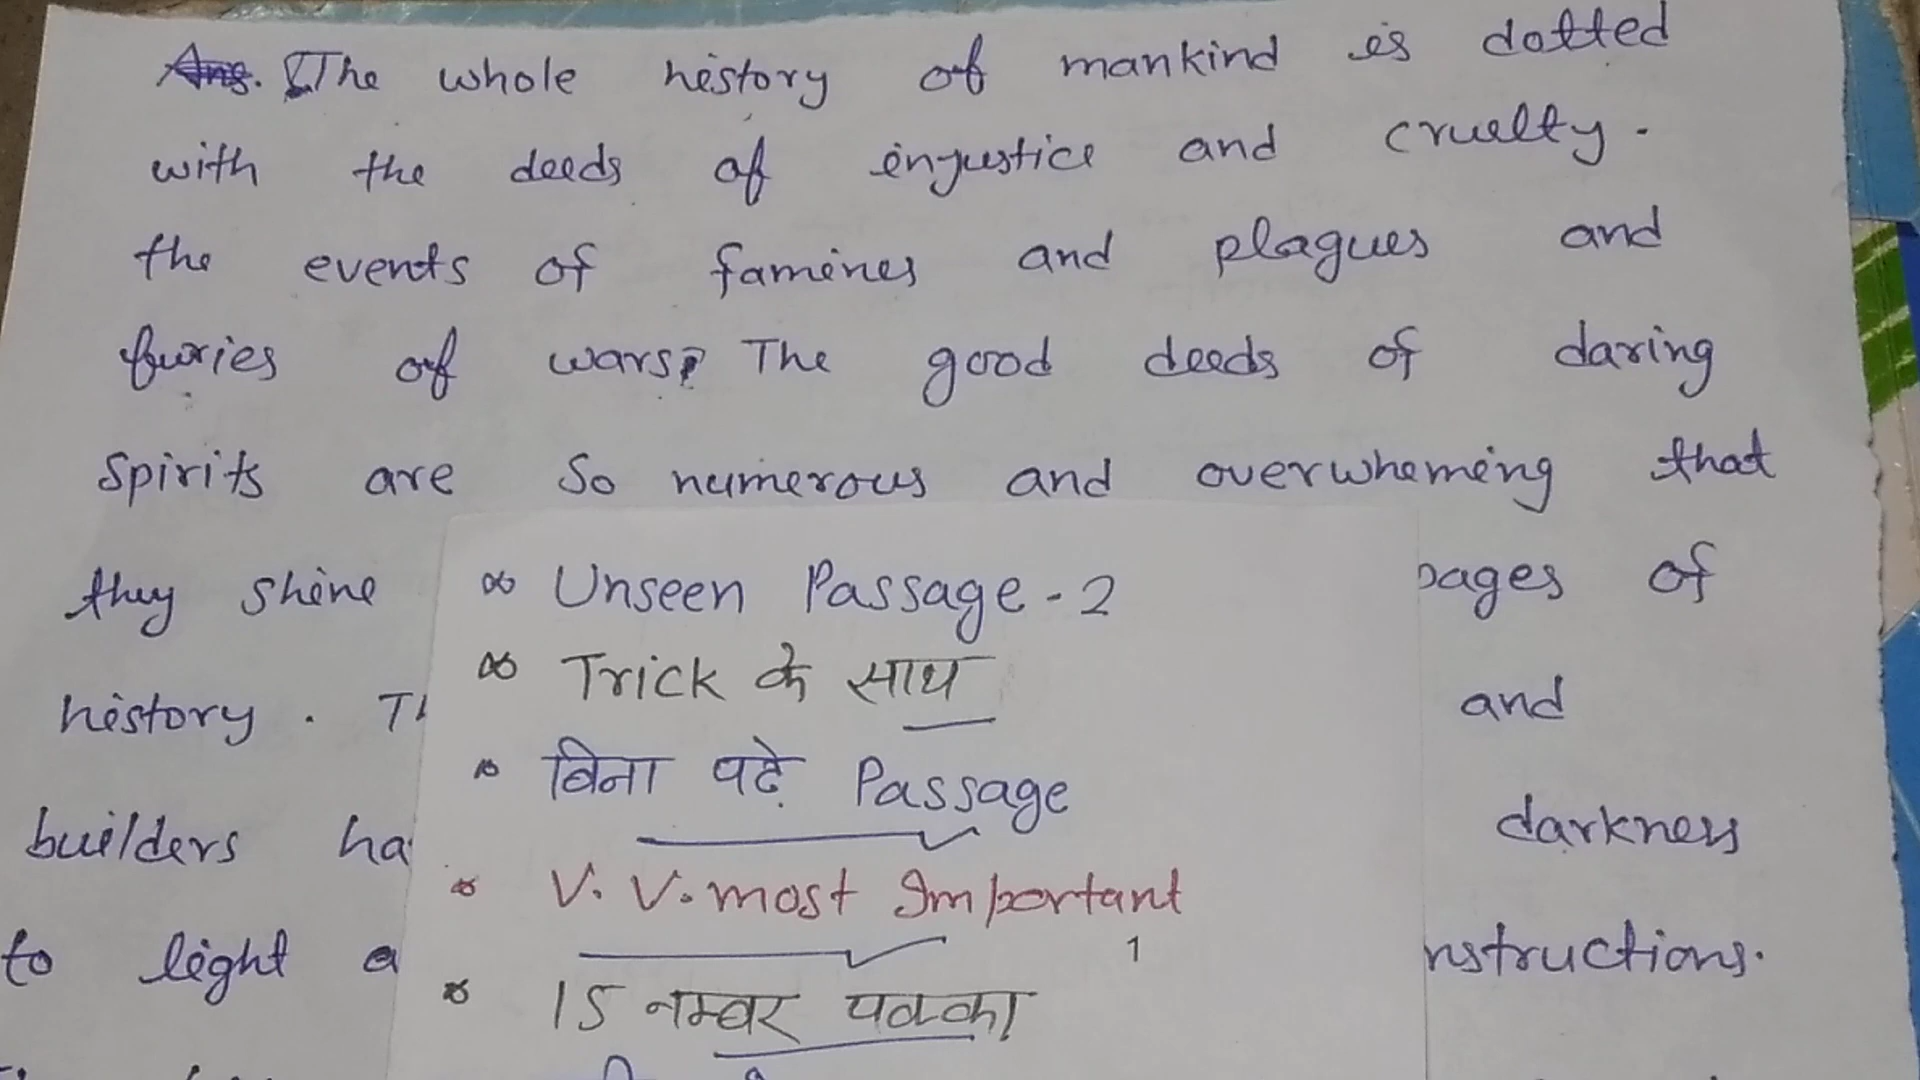 Ans. The whole history of mankind is dotted
with the deeds of injustice and cruelty.
the events of famines and plagues and
furies of wars. The good deeds of daring
Spirits are So numerous and overwheming that
they shine pages of
history. and
builders darkness
to light
Unseen Passage - 2
Trick के साथ
बिना पढ़े Passage
V. V. most Important
1
15 नम्बर पक्का